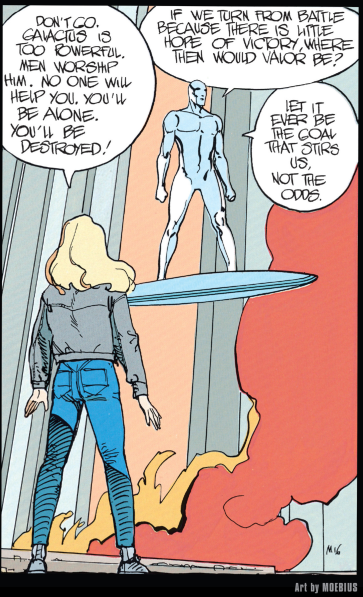 DON'T GO.
GALACTUS IS
TOO POWERFUL.
MEN WORSHIP
HIM. NO ONE WILL
HELP YOU. YOU'LL
BE ALONE.
YOU'LL BE
DESTROYED!
IF WE TURN FROM BATTLE
BECAUSE THERE IS LITTLE
HOPE OF VICTORY, WHERE
THEN WOULD VALOR BE?
LET IT
EVER BE
THE GOAL
THAT STIRS
US,
NOT THE
ODDS.
M16
Art by MOEBIUS